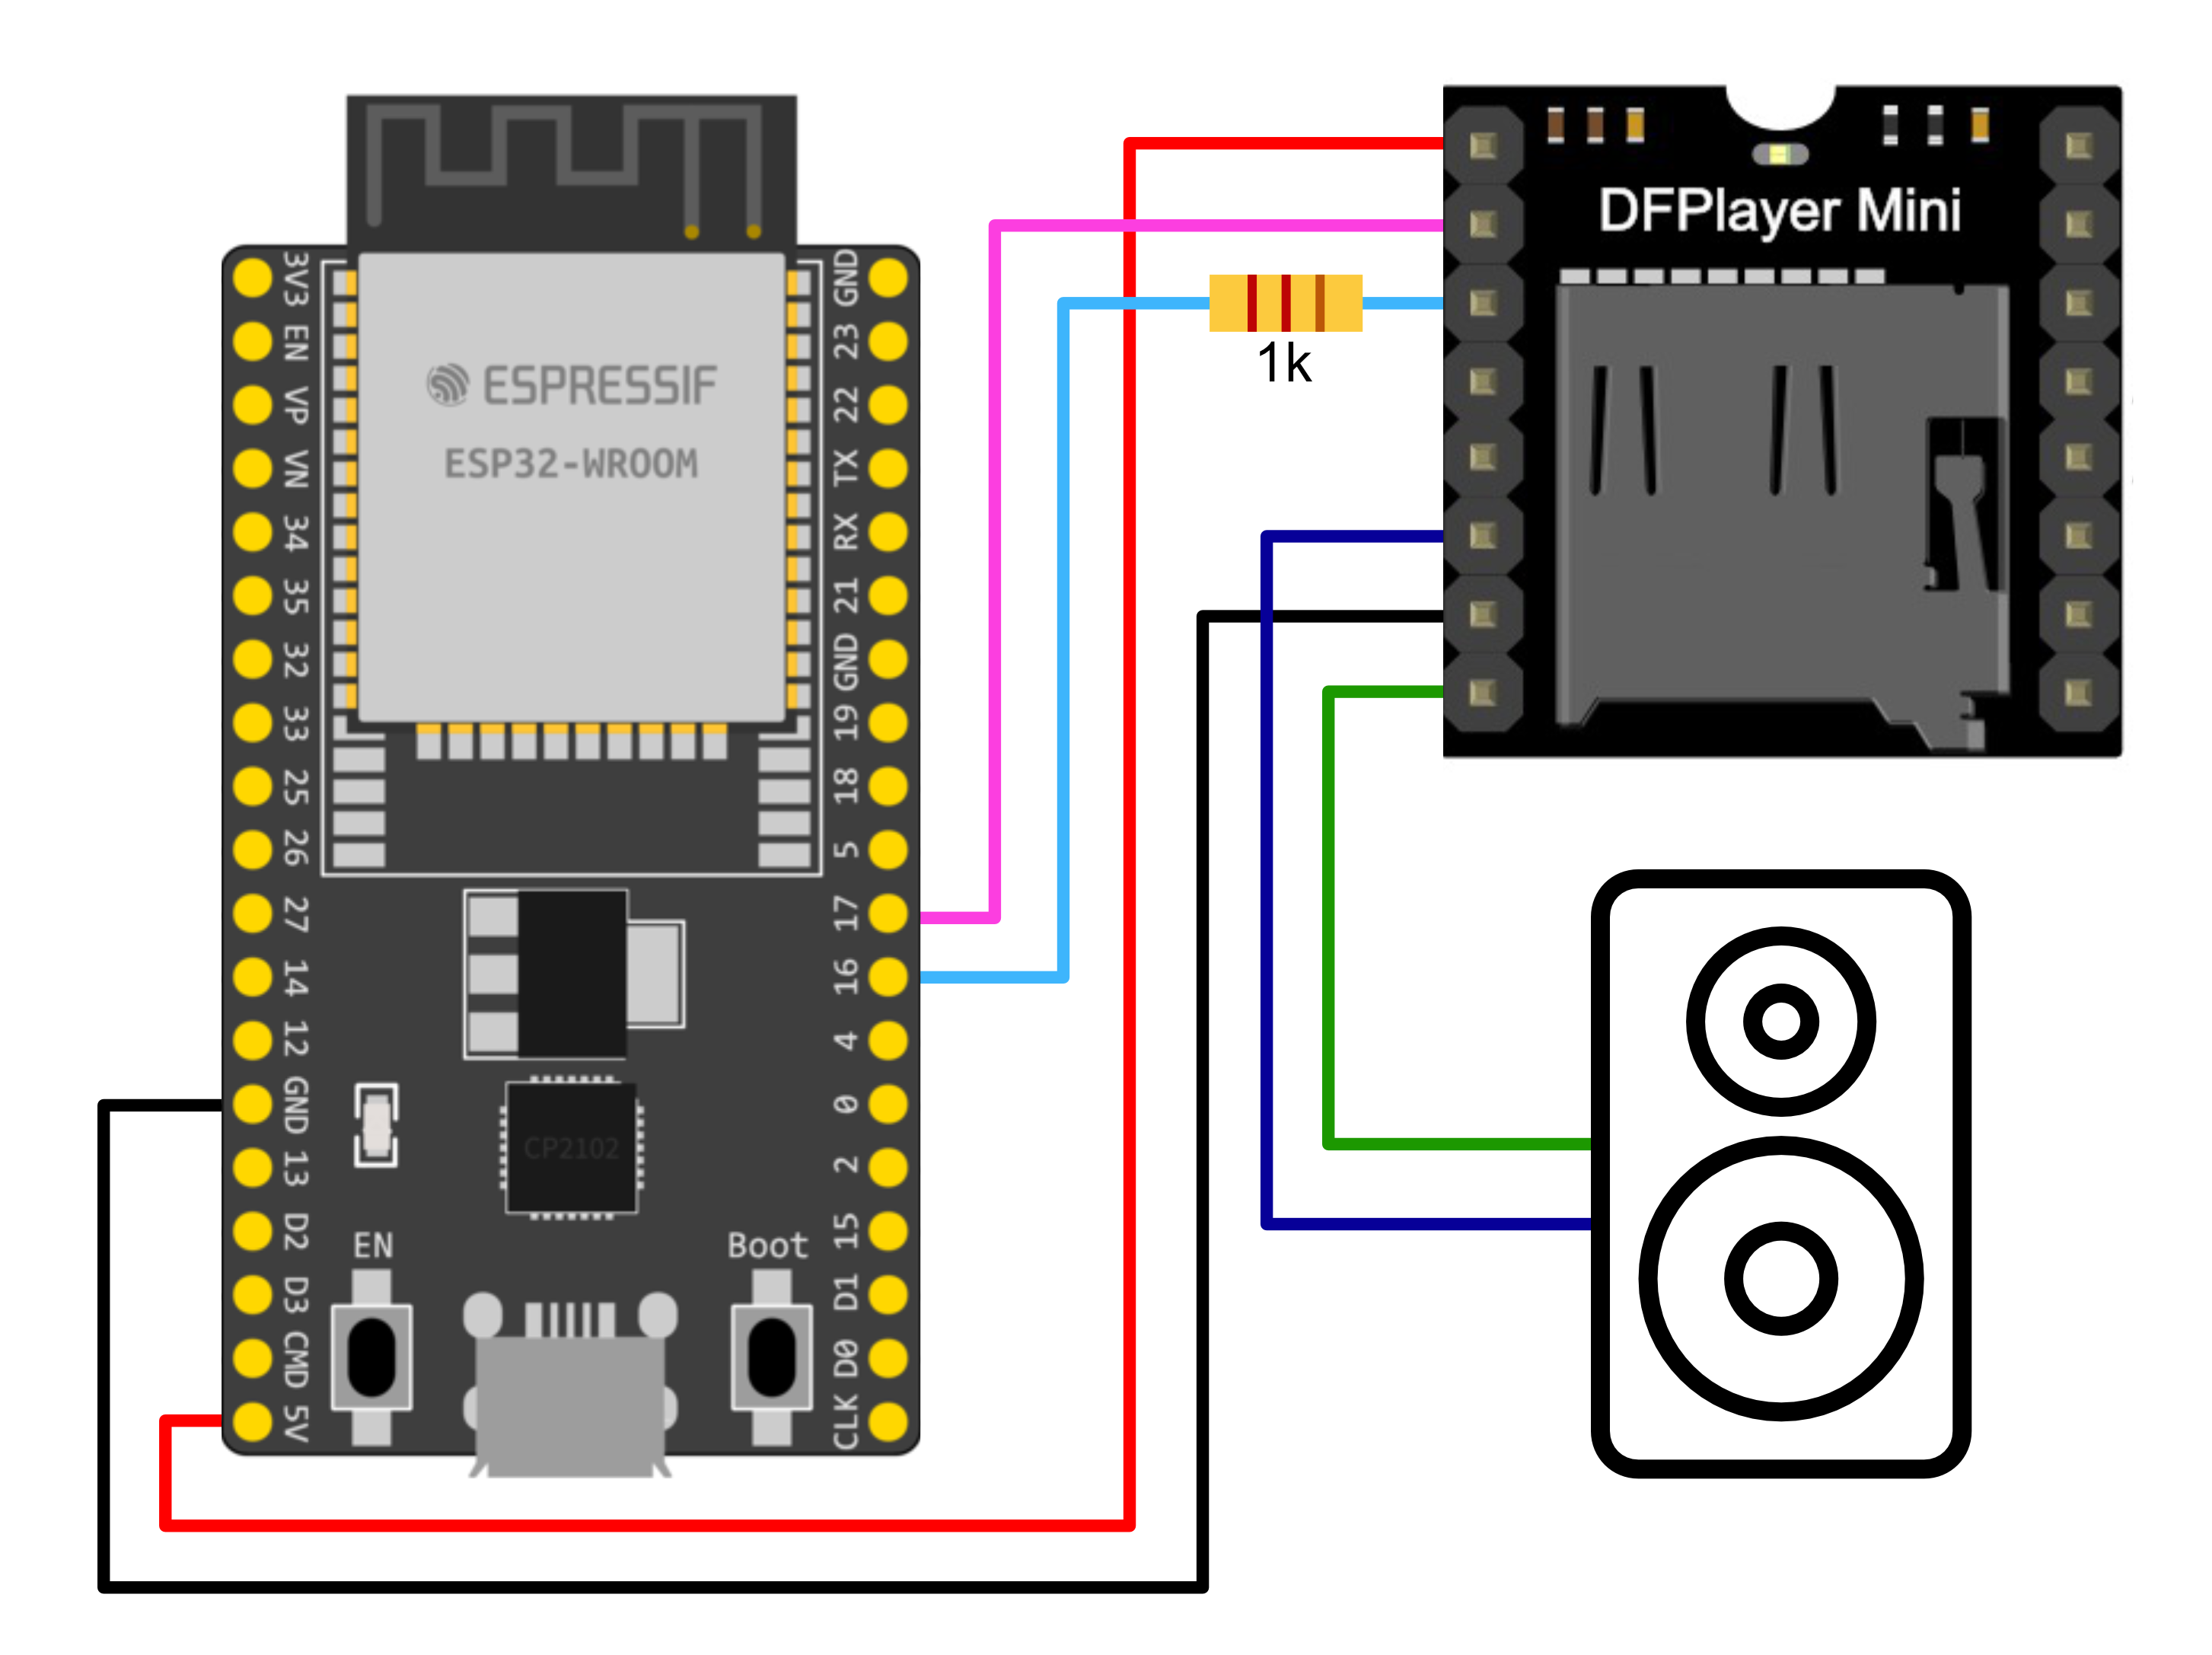 3V3
EN
VP
VN
34
35
32
33
25
26
27
14
12
GND
13
D2
D3
CMD
5V
ESPRESSIF
ESP32-WROOM
CP2102
EN
Boot
GND
23
22
TX
RX
21
GND
19
18
5
17
16
4
0
2
15
D1
D0
CLK
1k
DFPlayer Mini